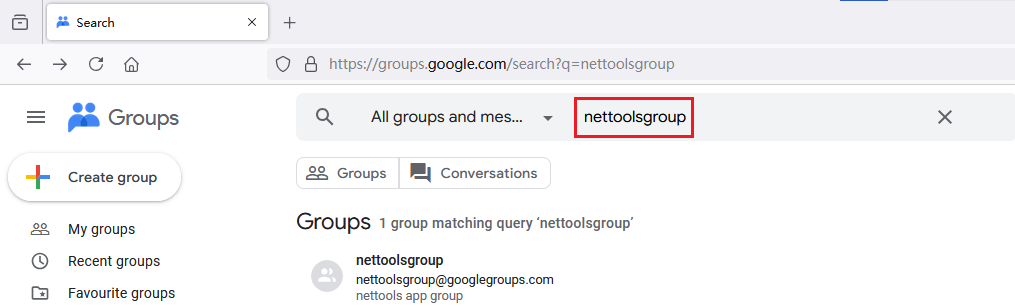 Search
https://groups.google.com/search?q=nettoolsgroup
Groups
All groups and mes...
nettoolsgroup
Create group
Groups
Conversations
My groups
Recent groups
Favourite groups
Groups 1 group matching query ‘nettoolsgroup’
nettoolsgroup
nettoolsgroup@googlegroups.com
nettools app group